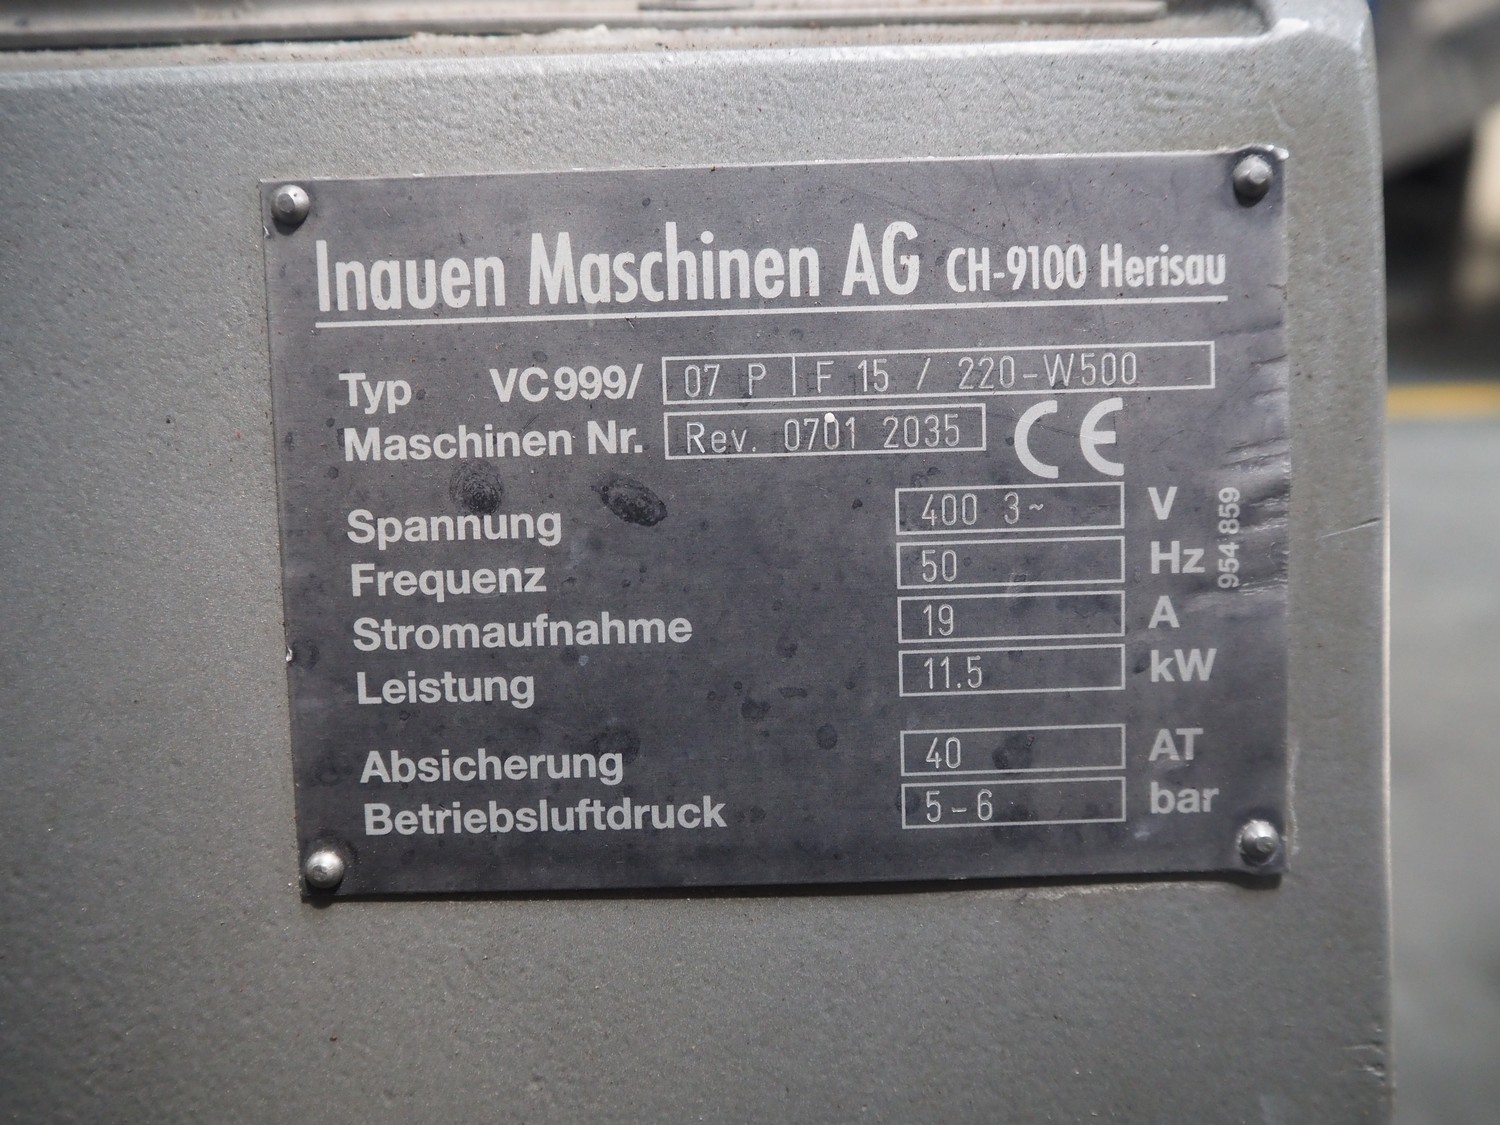 Inauen Maschinen AG CH-9100 Herisau
Typ VC999/ 07 P | F 15 / 220-W500
Maschinen Nr. Rev. 0701 2035 CE
Spannung 400 3~ V
Frequenz 50 Hz
Stromaufnahme 19 A
Leistung 11.5 kW
Absicherung 40 AT
Betriebsluftdruck 5-6 bar
954 859